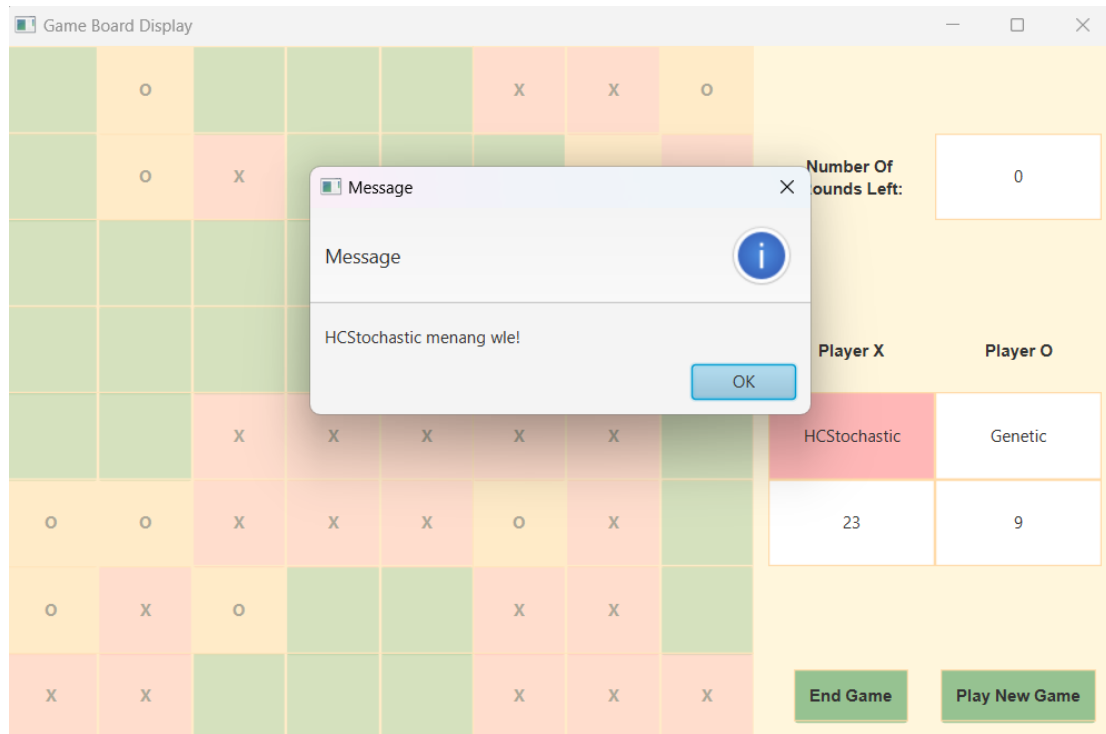 Game Board Display
O X X O
O X
Message
Message
HCStochastic menang wle!
OK
Number Of
ounds Left:
0
Player X Player O
X X X X X
HCStochastic Genetic
O O X X X O X
23 9
O X O X X
X X X X X
End Game Play New Game